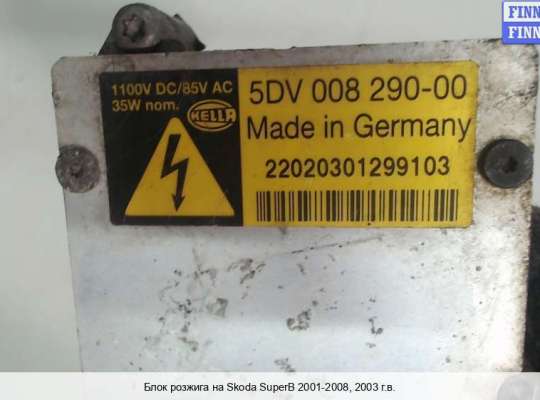 FINN
FINN
1100V DC/85V AC
35W nom.
HELLA
5DV 008 290-00
Made in Germany
22020301299103
Блок розжига на Skoda SuperB 2001-2008, 2003 г.в.